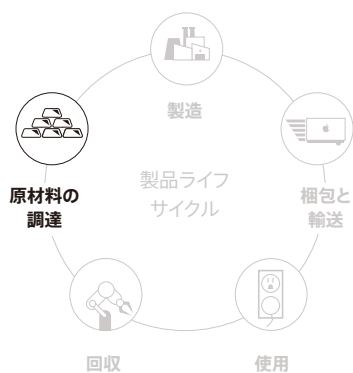 製造
原材料の
調達
製品ライフ
サイクル
梱包と
輸送
回収
使用